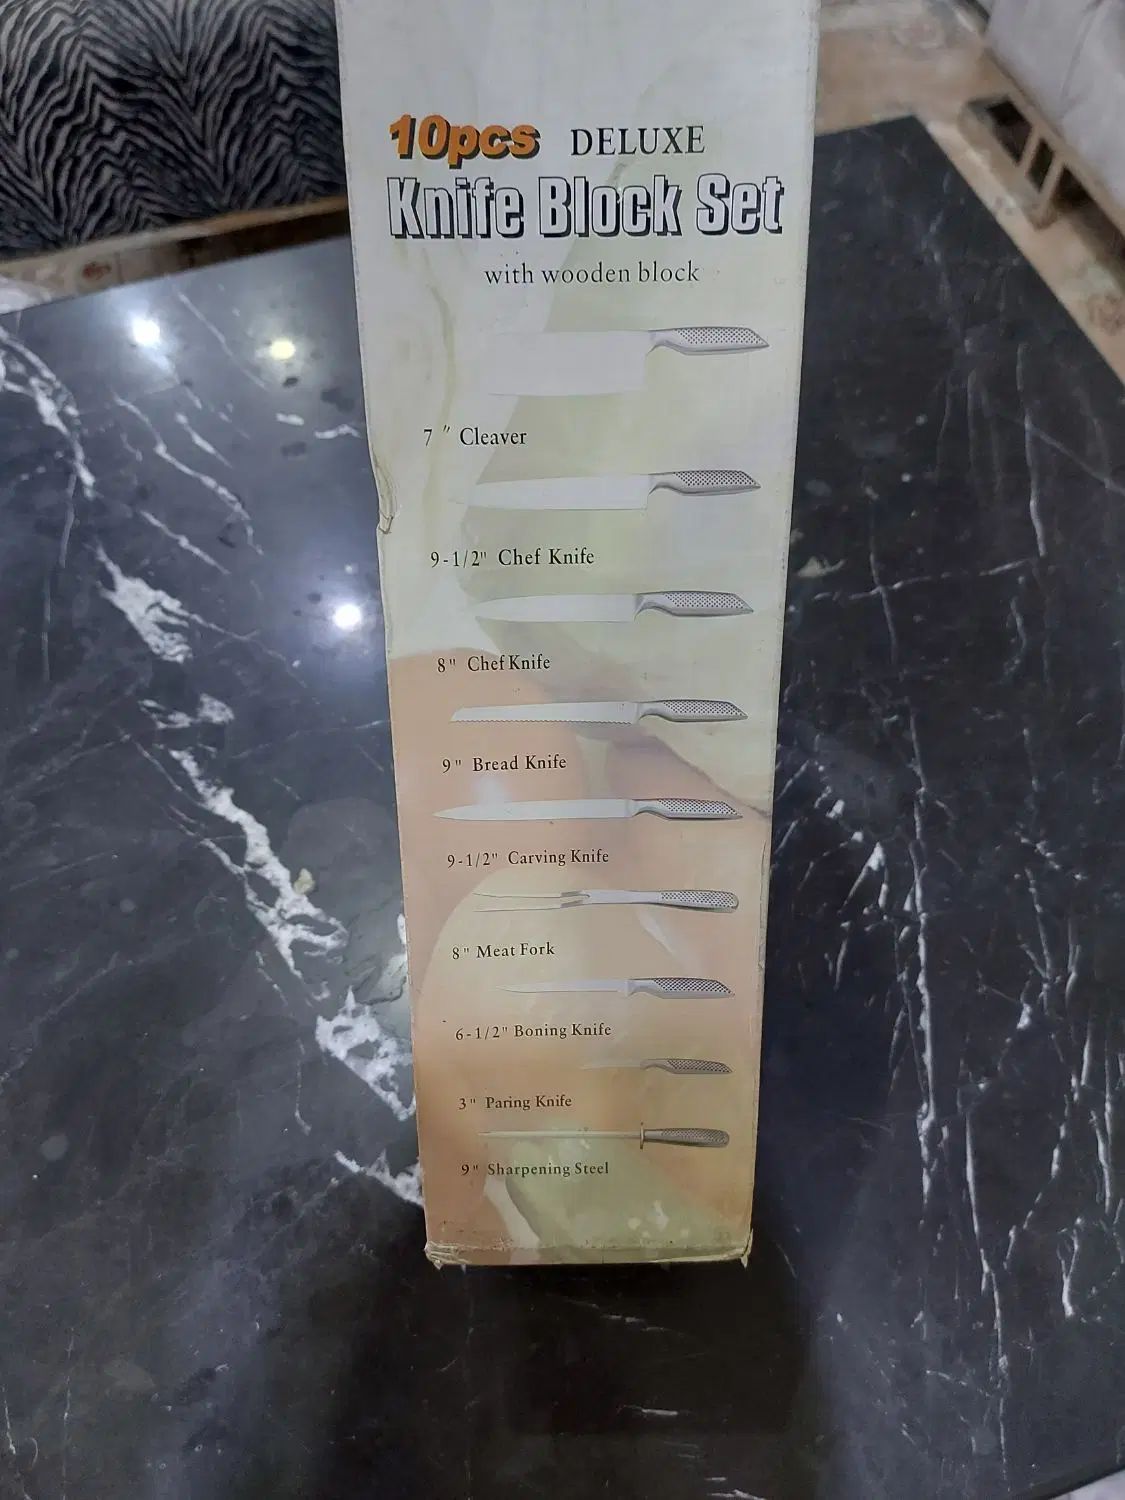 10pcs DELUXE
Knife Block Set
with wooden block
7" Cleaver
9-1/2" Chef Knife
8" Chef Knife
9" Bread Knife
9-1/2" Carving Knife
8" Meat Fork
6-1/2" Boning Knife
3" Paring Knife
9" Sharpening Steel